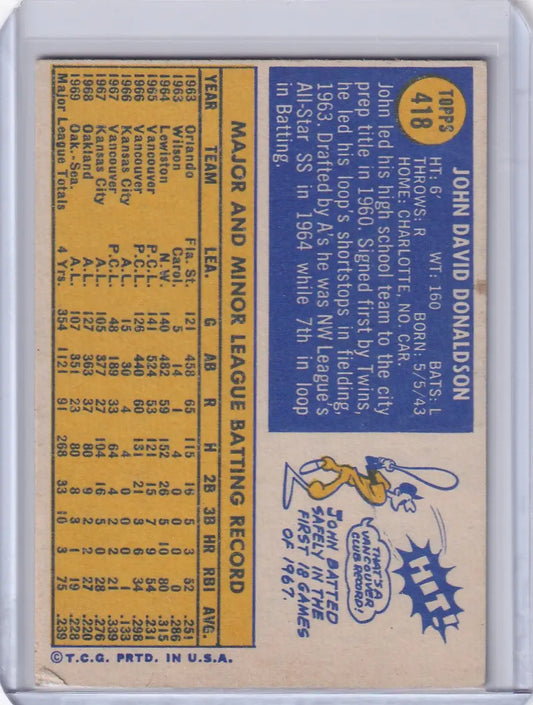 TOPPS
418
JOHN DAVID DONALDSON
HT: 6' WT: 160 BATS: L
THROWS: R BORN: 5/5/43
HOME: CHARLOTTE, NO. CAR.
John led his high school team to the city
prep title in 1960. Signed first by Twins,
he led his loop's shortstops in fielding,
1963. Drafted by A's he was NW League's
All-Star SS in 1964 while 7th in loop
in Batting.
HIT!
THAT'S A
VANCOUVER
CLUB RECORD!
JOHN BATTED
SAFELY IN THE
FIRST 18 GAMES
OF 1967.
MAJOR AND MINOR LEAGUE BATTING RECORD
YEAR TEAM LEA. G AB R H 2B 3B HR RBI AVG.
1963 Orlando Fla. St. 121 458 65 115 16 5 3 52 .251
1963 Wilson Carol. 5 14 1 4 0 0 0 0 .286
1964 Lewiston N.W. 140 482 59 152 26 5 10 80 .315
1965 Vancouver P.C.L. 141 524 53 121 15 7 5 54 .231
1966 Vancouver P.C.L. 126 448 60 131 21 3 6 34 .298
1966 Kansas City A.L. 15 30 4 4 0 0 0 1 .133
1967 Vancouver P.C.L. 48 189 33 64 4 2 2 21 .339
1967 Kansas City A.L. 105 377 27 104 16 5 0 28 .276
1968 Oakland A.L. 127 363 37 80 9 2 2 27 .220
1969 Oak.-Sea. A.L. 107 351 23 80 8 2 1 19 .228
Major League Totals 4 Yrs. 354 1121 91 268 33 10 3 75 .239
©T.C.G. PRTD. IN U.S.A.